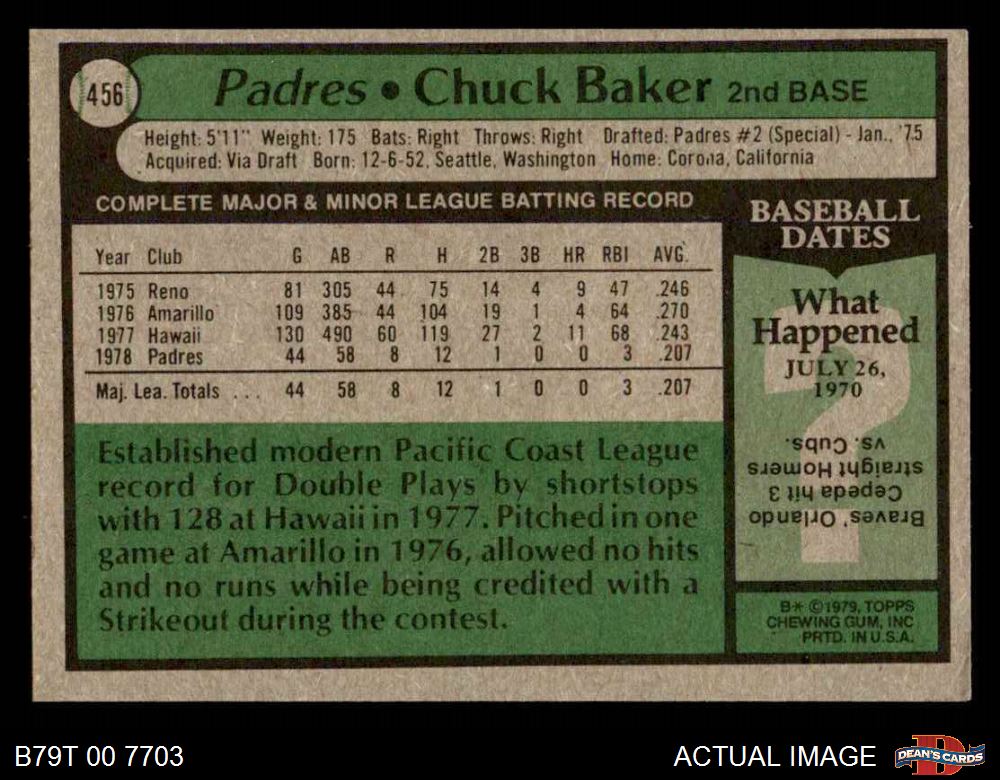 456
Padres • Chuck Baker 2nd BASE
Height: 5'11" Weight: 175 Bats: Right Throws: Right Drafted: Padres #2 (Special) - Jan., '75
Acquired: Via Draft Born: 12-6-52, Seattle, Washington Home: Corona, California
COMPLETE MAJOR & MINOR LEAGUE BATTING RECORD
Year Club G AB R H 2B 3B HR RBI AVG.
1975 Reno 81 305 44 75 14 4 9 47 .246
1976 Amarillo 109 385 44 104 19 1 4 64 .270
1977 Hawaii 130 490 60 119 27 2 11 68 .243
1978 Padres 44 58 8 12 1 0 0 3 .207
Maj. Lea. Totals . . . 44 58 8 12 1 0 0 3 .207
Established modern Pacific Coast League
record for Double Plays by shortstops
with 128 at Hawaii in 1977. Pitched in one
game at Amarillo in 1976, allowed no hits
and no runs while being credited with a
Strikeout during the contest.
BASEBALL
DATES
What
Happened
JULY 26,
1970
?
Braves' Orlando
Cepeda hit 3
straight Homers
vs. Cubs.
B* ©1979, TOPPS
CHEWING GUM, INC
PRTD. IN U.S.A.
B79T 00 7703
ACTUAL IMAGE
D
DEAN'S CARDS